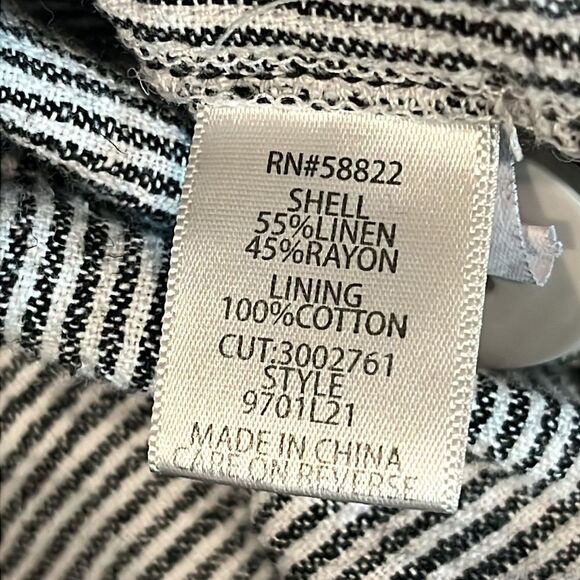 RN#58822
SHELL
55%LINEN
45%RAYON
LINING
100%COTTON
CUT:3002761
STYLE
9701L21
MADE IN CHINA
CARE ON REVERSE